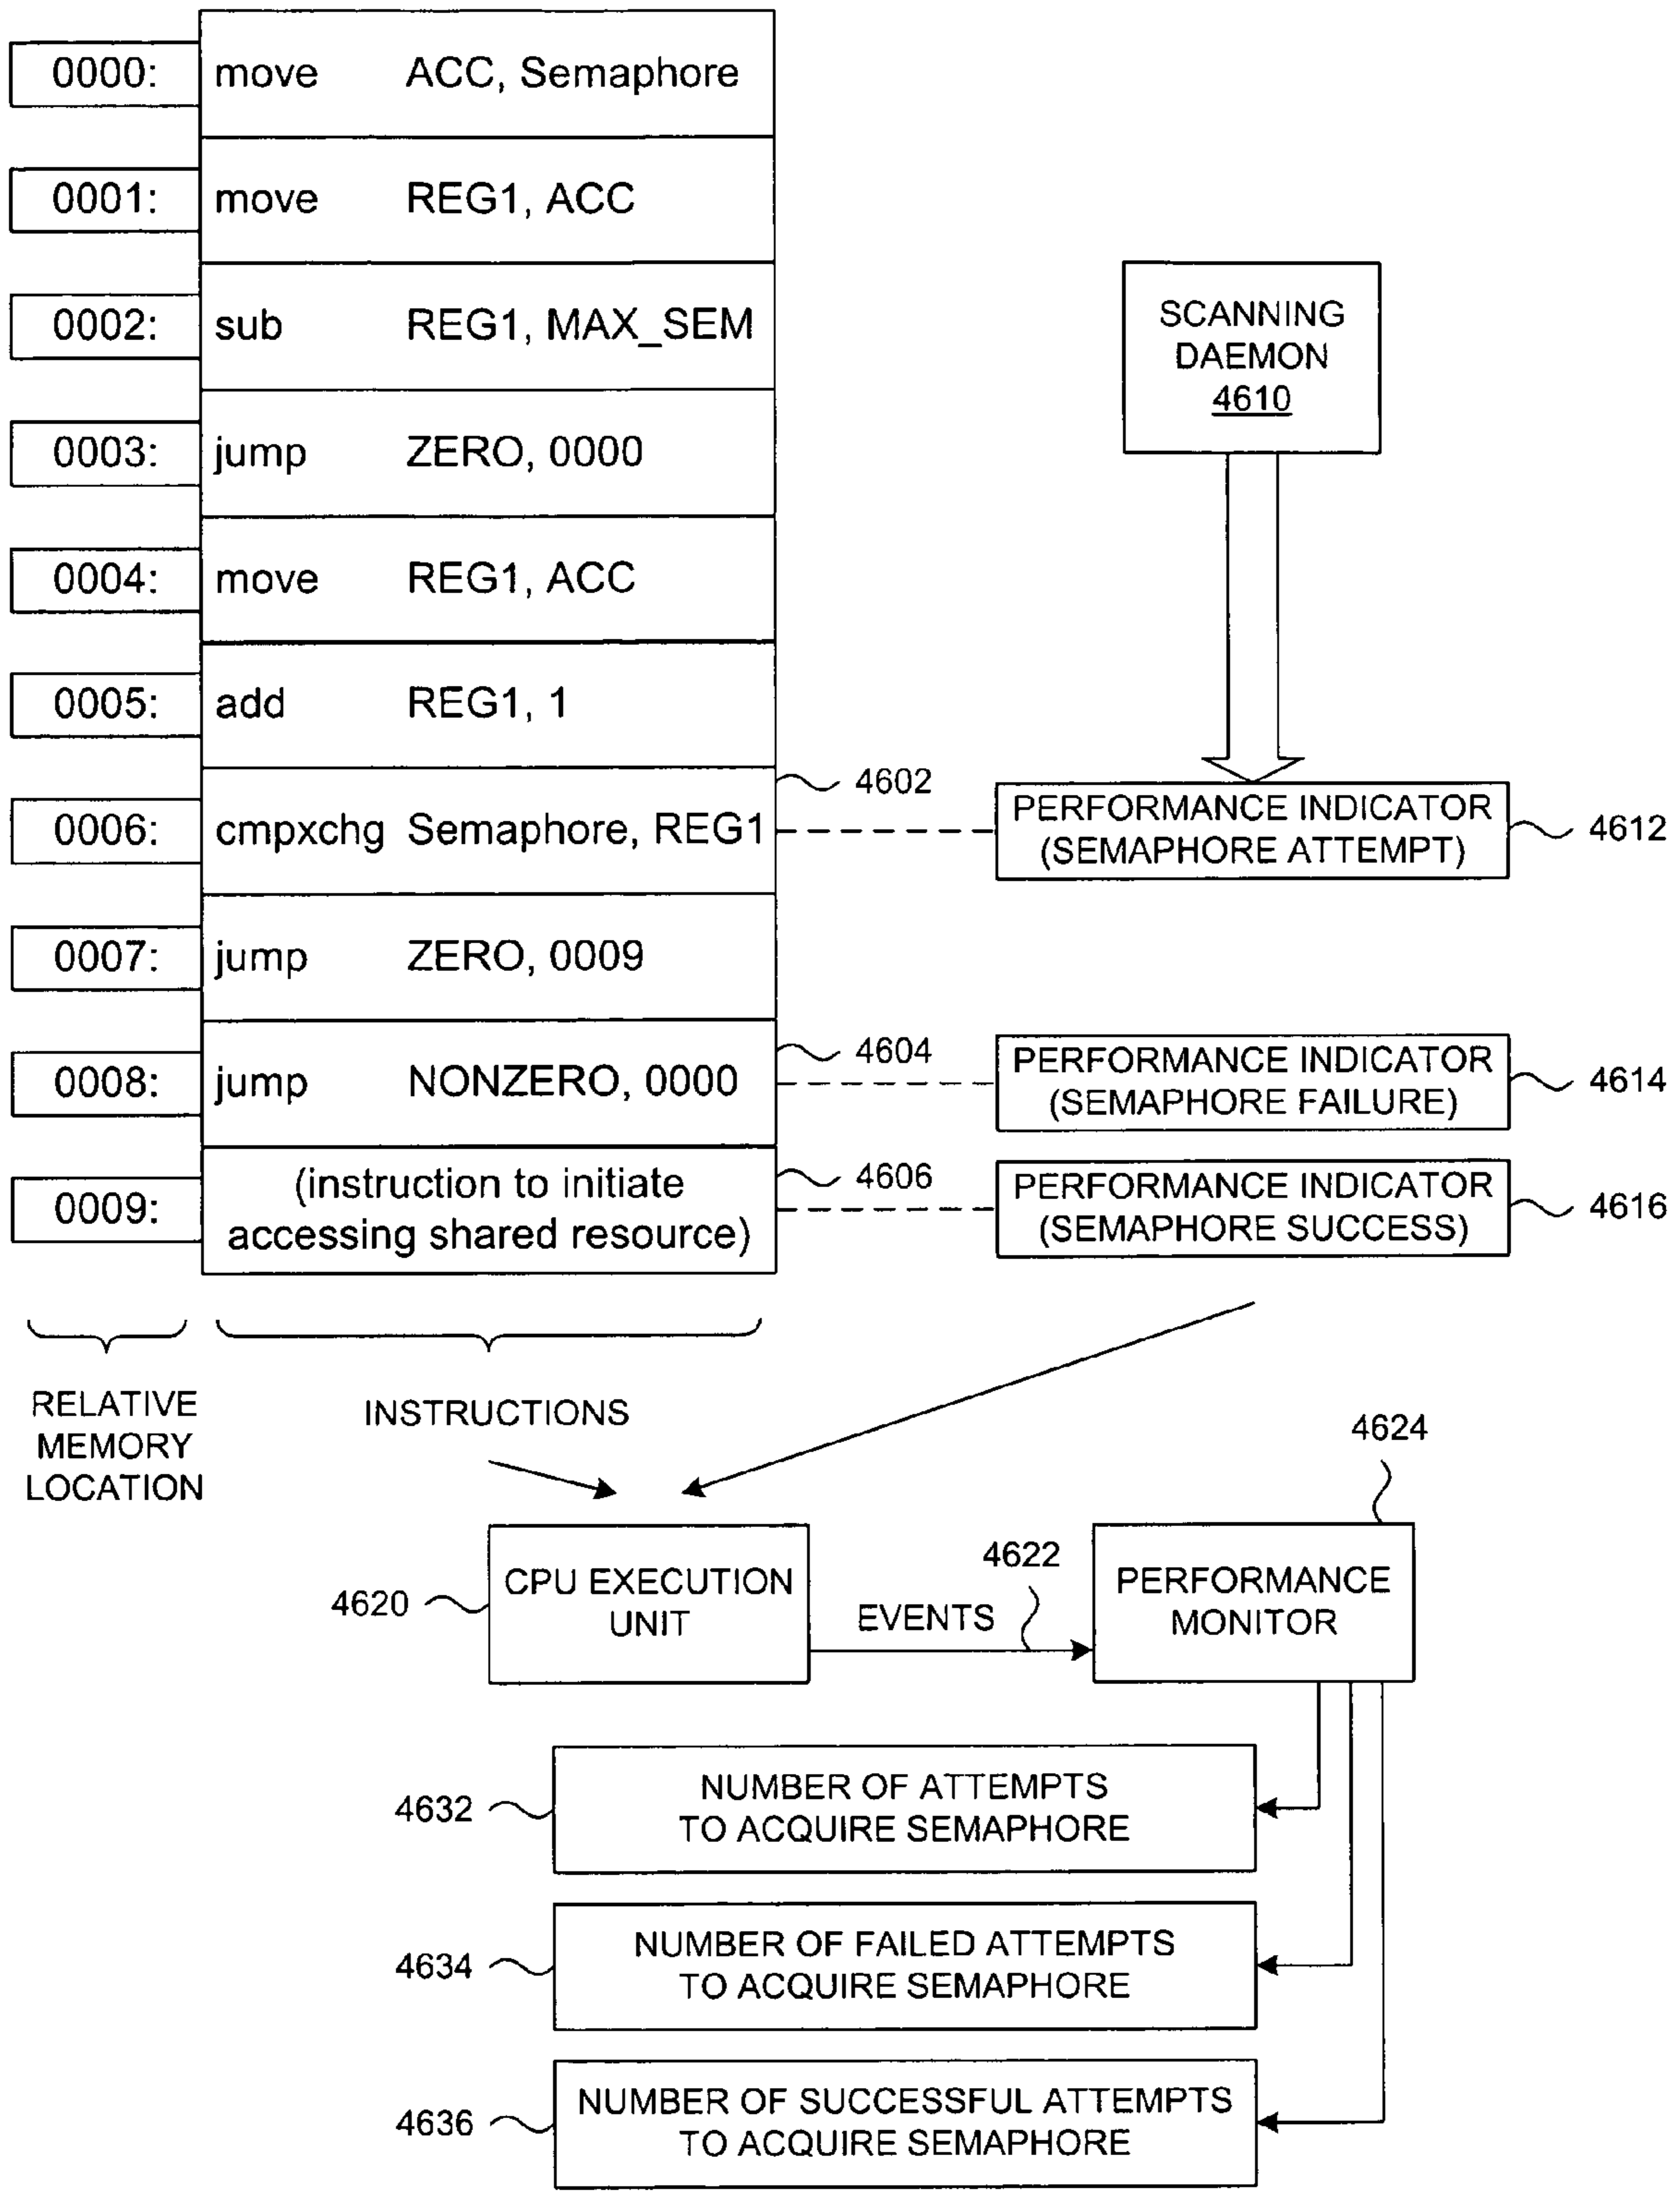 0000: move ACC, Semaphore
0001: move REG1, ACC
0002: sub REG1, MAX_SEM
0003: jump ZERO, 0000
0004: move REG1, ACC
0005: add REG1, 1
0006: cmpxchg Semaphore, REG1
0007: jump ZERO, 0009
0008: jump NONZERO, 0000
0009: (instruction to initiate
accessing shared resource)
4602
4604
4606
SCANNING
DAEMON
4610
PERFORMANCE INDICATOR
(SEMAPHORE ATTEMPT)
4612
PERFORMANCE INDICATOR
(SEMAPHORE FAILURE)
4614
PERFORMANCE INDICATOR
(SEMAPHORE SUCCESS)
4616
RELATIVE
MEMORY
LOCATION
INSTRUCTIONS
4624
4620
CPU EXECUTION
UNIT
EVENTS
4622
PERFORMANCE
MONITOR
4632
NUMBER OF ATTEMPTS
TO ACQUIRE SEMAPHORE
4634
NUMBER OF FAILED ATTEMPTS
TO ACQUIRE SEMAPHORE
4636
NUMBER OF SUCCESSFUL ATTEMPTS
TO ACQUIRE SEMAPHORE